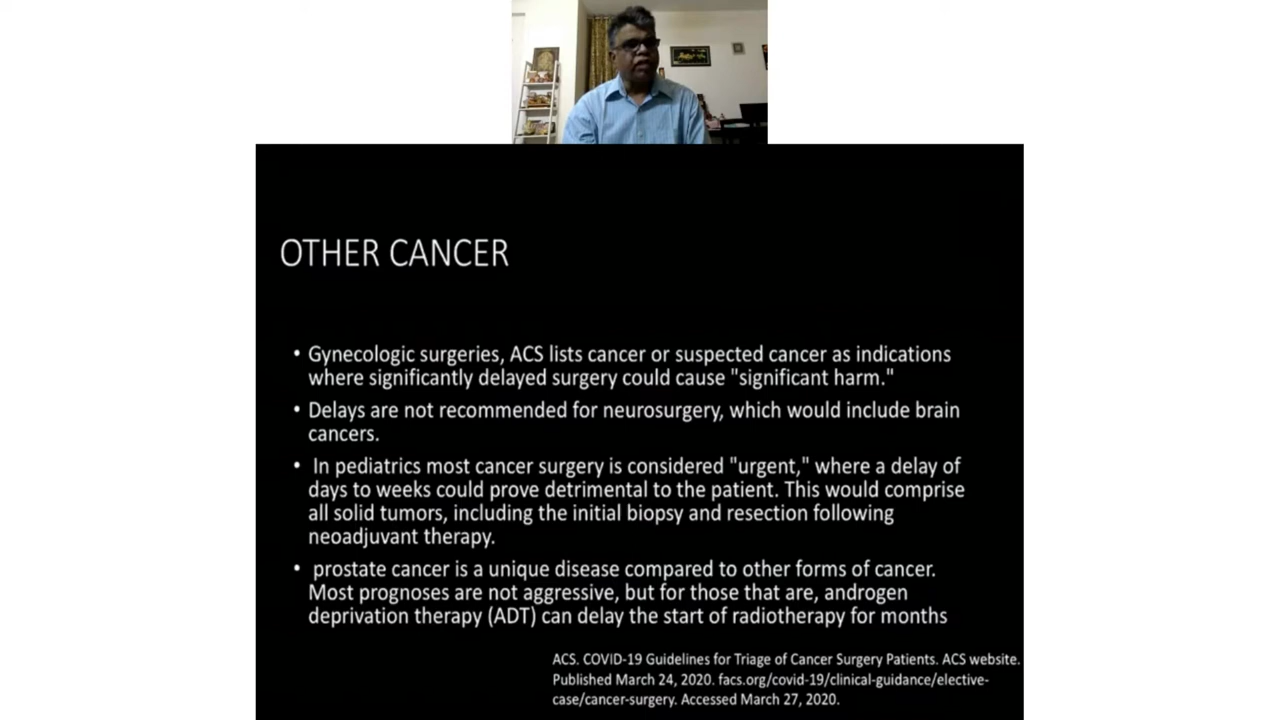 OTHER CANCER
• Gynecologic surgeries, ACS lists cancer or suspected cancer as indications
where significantly delayed surgery could cause "significant harm."
• Delays are not recommended for neurosurgery, which would include brain
cancers.
• In pediatrics most cancer surgery is considered "urgent," where a delay of
days to weeks could prove detrimental to the patient. This would comprise
all solid tumors, including the initial biopsy and resection following
neoadjuvant therapy.
• prostate cancer is a unique disease compared to other forms of cancer.
Most prognoses are not aggressive, but for those that are, androgen
deprivation therapy (ADT) can delay the start of radiotherapy for months
ACS. COVID-19 Guidelines for Triage of Cancer Surgery Patients. ACS website.
Published March 24, 2020. facs.org/covid-19/clinical-guidance/elective-
case/cancer-surgery. Accessed March 27, 2020.